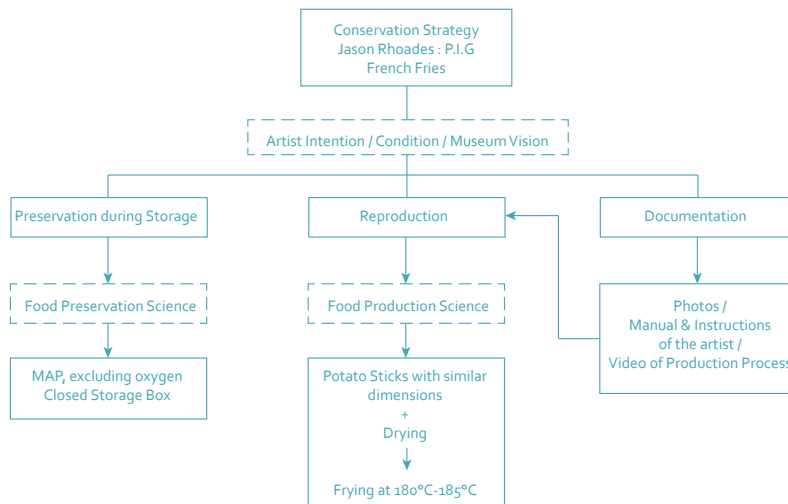 Conservation Strategy
Jason Rhoades : P.I.G
French Fries
Artist Intention / Condition / Museum Vision
Preservation during Storage
Reproduction
Documentation
Food Preservation Science
Food Production Science
Photos /
Manual & Instructions
of the artist /
Video of Production Process
MAP, excluding oxygen
Closed Storage Box
Potato Sticks with similar
dimensions
+
Drying
Frying at 180ºC-185ºC